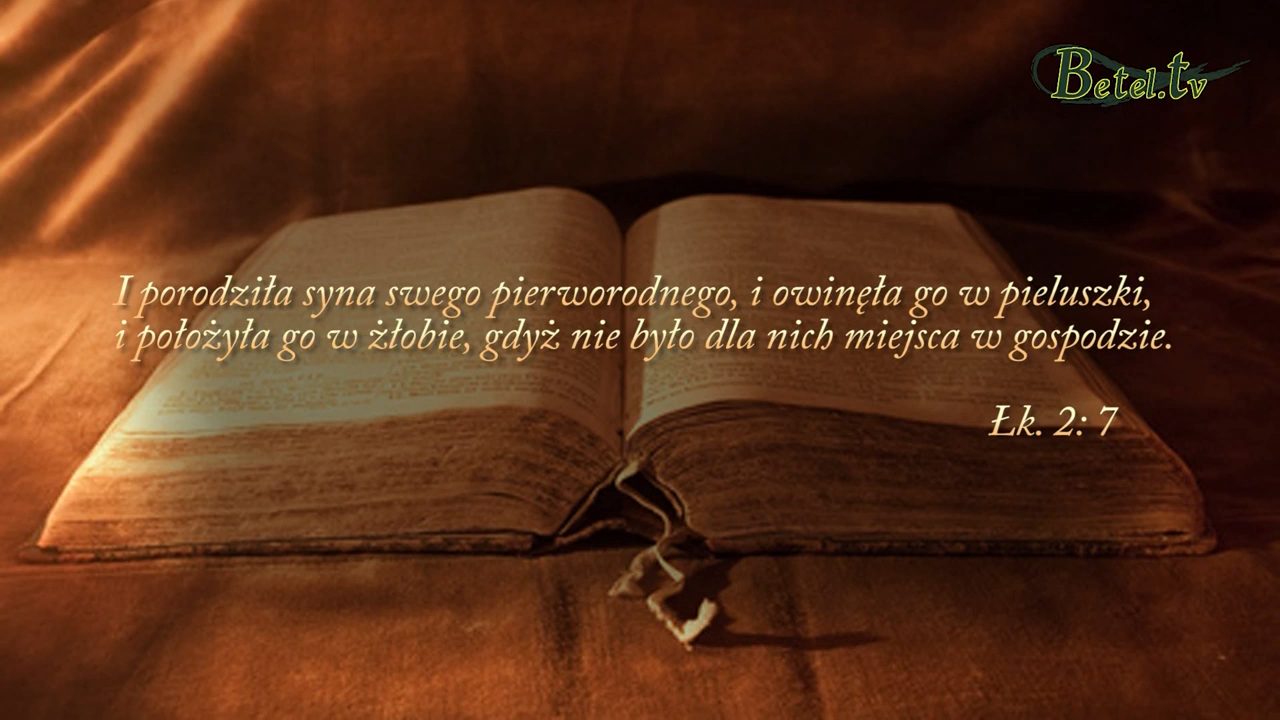 Betel.tv
I porodziła syna swego pierworodnego, i owinęła go w pieluszki,
i położyła go w żłobie, gdyż nie było dla nich miejsca w gospodzie.
Łk. 2: 7